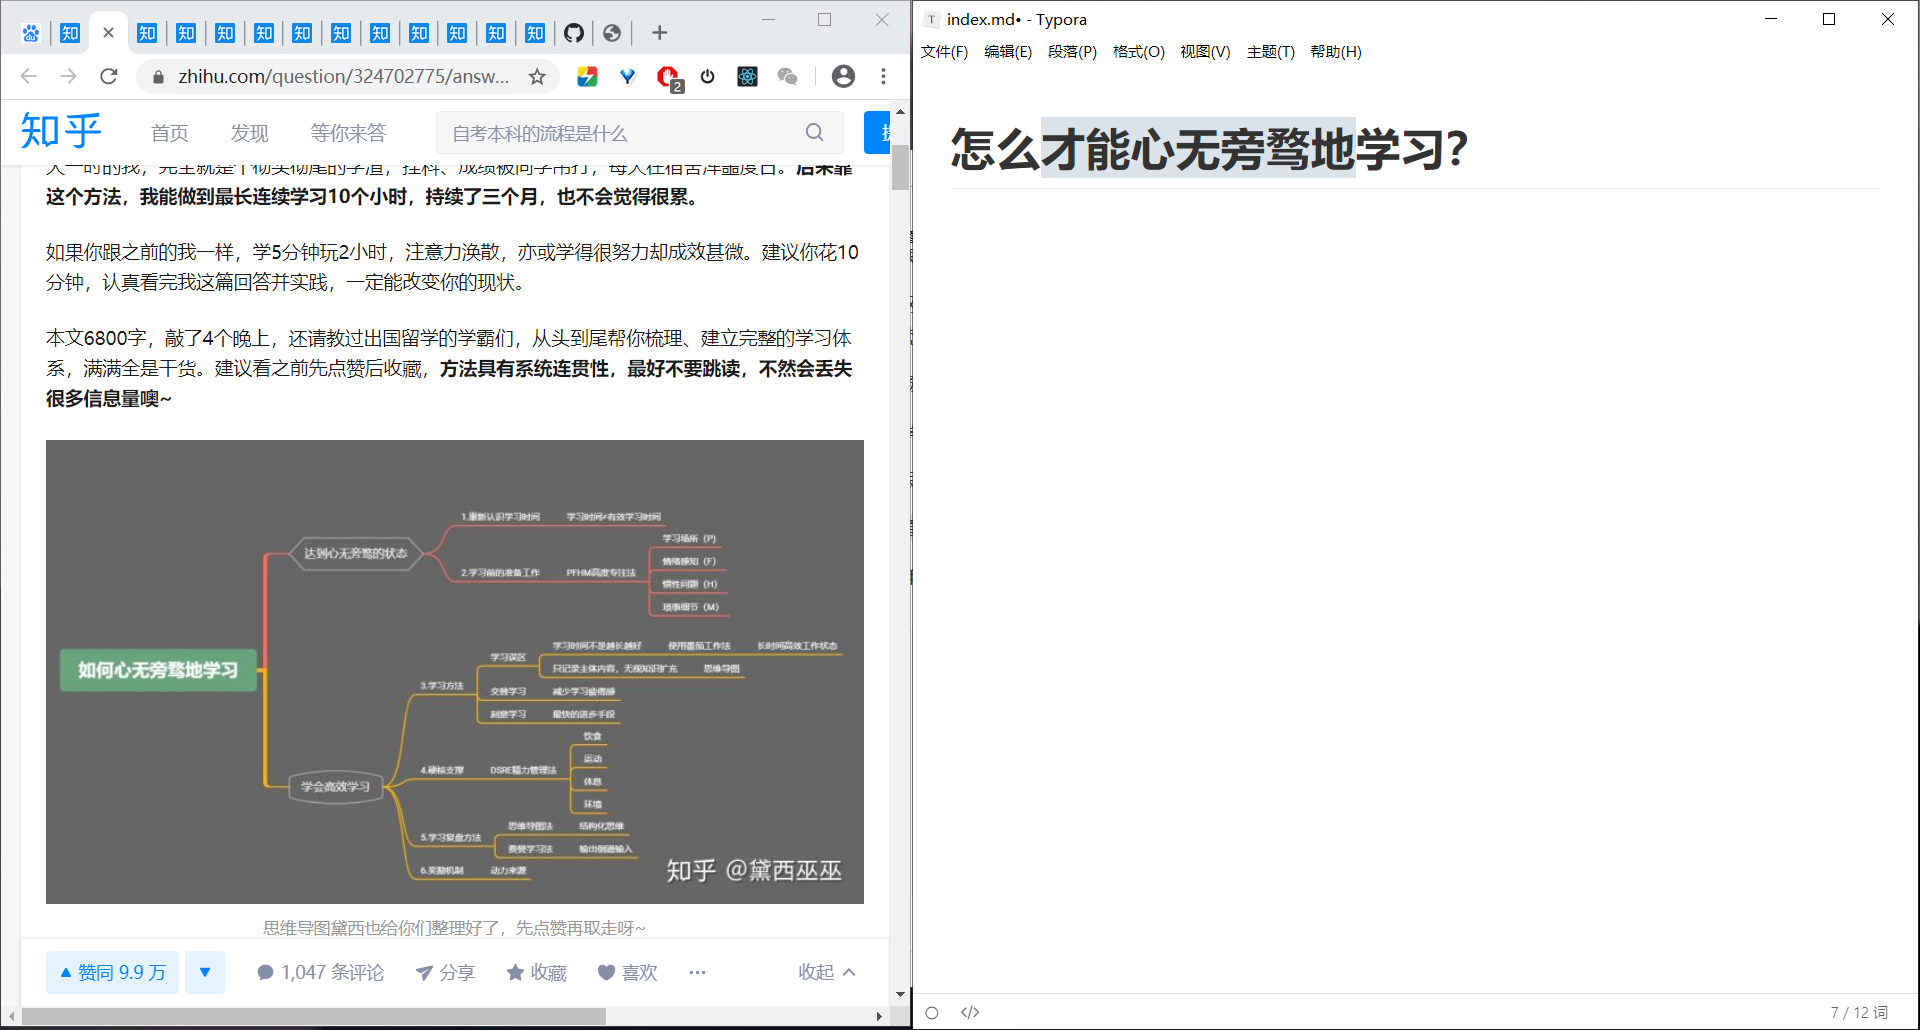 index.md• - Typora
zhihu.com/question/324702775/answ...
2
文件(F) 编辑(E) 段落(P) 格式(O) 视图(V) 主题(T) 帮助(H)
知乎 首页 发现 等你来答 自考本科的流程是什么
这个方法，我能做到最长连续学习10个小时，持续了三个月，也不会觉得很累。
如果你跟之前的我一样，学5分钟玩2小时，注意力涣散，亦或学得很努力却成效甚微。建议你花10
分钟，认真看完我这篇回答并实践，一定能改变你的现状。
本文6800字，敲了4个晚上，还请教过出国留学的学霸们，从头到尾帮你梳理、建立完整的学习体
系，满满全是干货。建议看之前先点赞后收藏，方法具有系统连贯性，最好不要跳读，不然会丢失
很多信息量噢~
如何心无旁骛地学习
达到心无旁骛的状态
1.重新认识学习时间 学习时间≠有效学习时间
2.学习前的准备工作 PFHM高度专注法
学习场所（P）
情绪感知（F）
惯性问题（H）
琐事细节（M）
学会高效学习
3.学习方法
学习误区
学习时间不是越长越好 使用番茄工作法 长时间高效工作状态
只记录主体内容，无视知识扩充 思维导图
交替学习 减少学习疲倦感
刻意学习 最快的进步手段
4.硬核支撑 DSRE精力管理法
饮食
运动
休息
环境
5.学习复盘方法
思维导图法 结构化思维
费曼学习法 输出倒逼输入
6.奖励机制 动力来源
知乎 @黛西巫巫
思维导图黛西也给你们整理好了，先点赞再取走呀~
赞同 9.9 万 1,047 条评论 分享 收藏 喜欢 收起
怎么才能心无旁骛地学习？
7 / 12 词